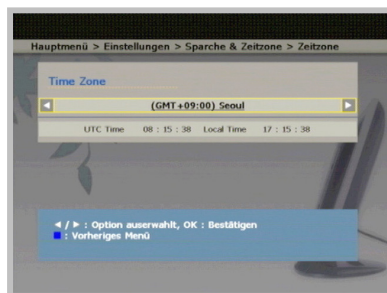 Hauptmenü > Einstellungen > Sparche & Zeitzone > Zeitzone
Time Zone
◄ (GMT+09:00) Seoul ►
UTC Time 08 : 15 : 38 Local Time 17 : 15 : 38
◄ / ► : Option auserwahlt, OK : Bestätigen
■ : Vorheriges Menü